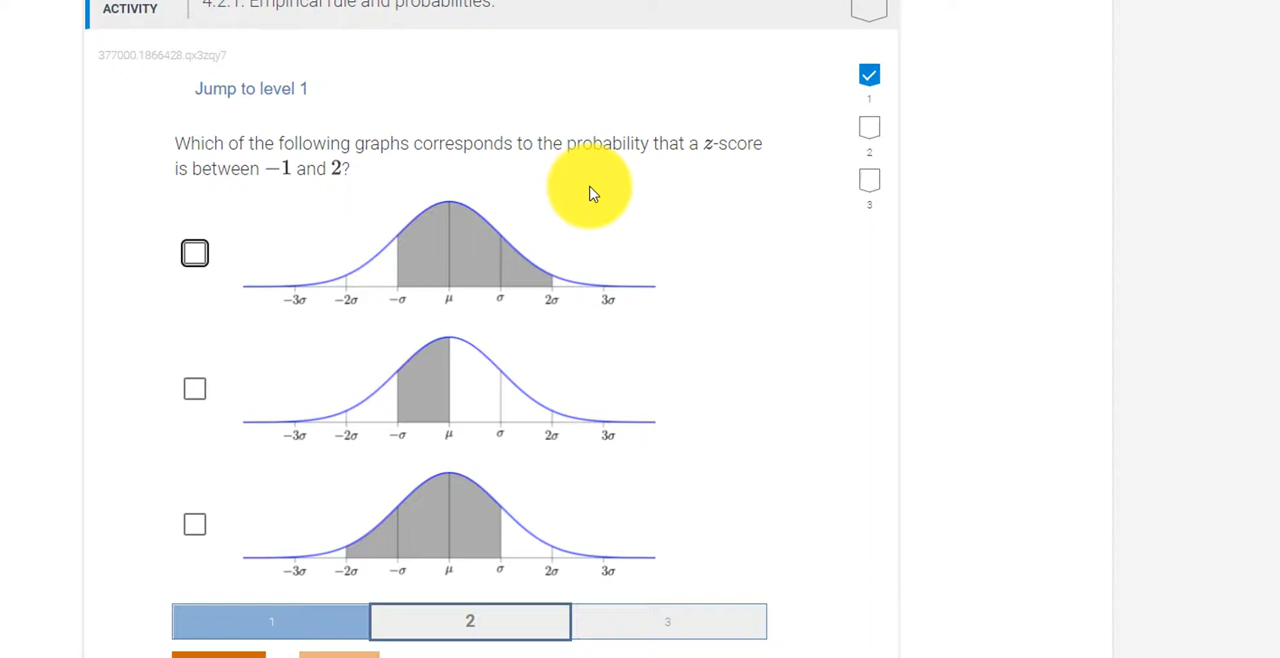 ACTIVITY
4.2.1: Empirical rule and probabilities.
377000.1866428.qx3zqy7
Jump to level 1
1
2
3
Which of the following graphs corresponds to the probability that a z-score
is between −1 and 2?
−3σ −2σ −σ μ σ 2σ 3σ
−3σ −2σ −σ μ σ 2σ 3σ
−3σ −2σ −σ μ σ 2σ 3σ
1 2 3